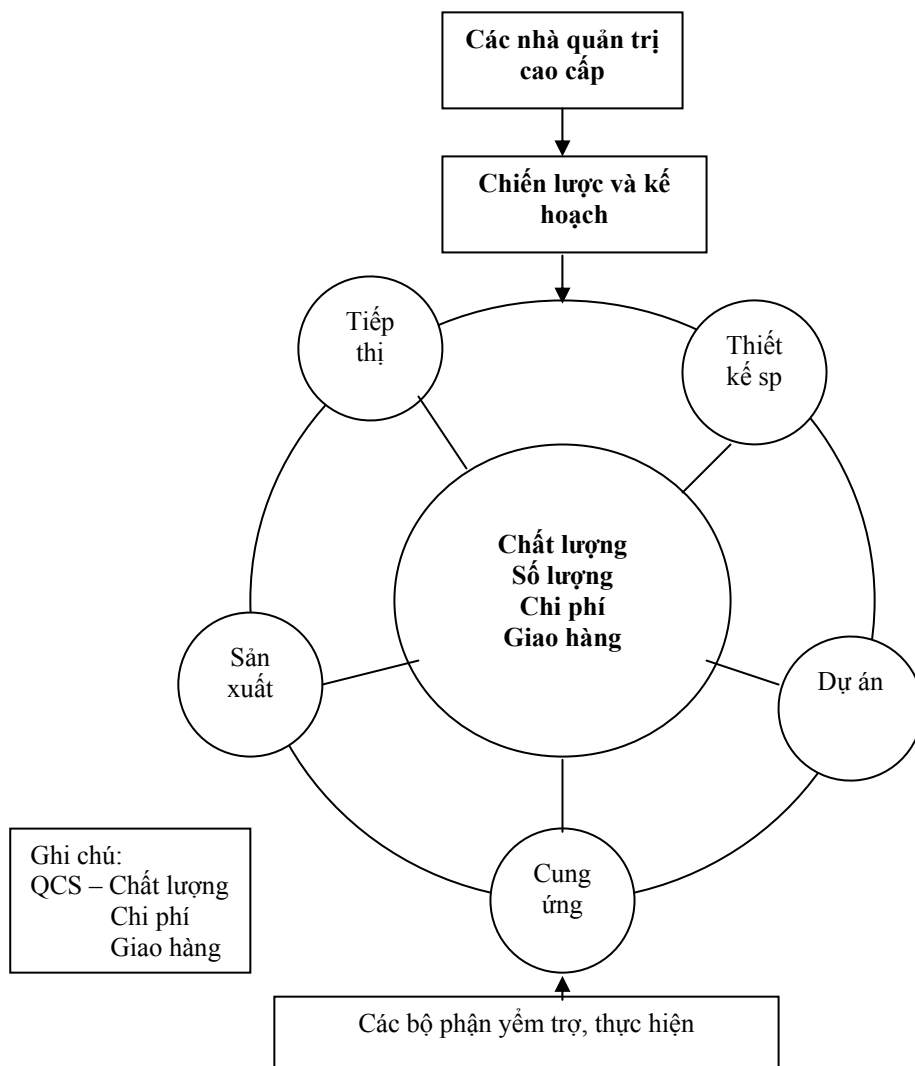 Các nhà quản trị
cao cấp
Chiến lược và kế
hoạch
Tiếp
thị
Thiết
kế sp
Chất lượng
Số lượng
Chi phí
Giao hàng
Sản
xuất
Dự án
Cung
ứng
Ghi chú:
QCS – Chất lượng
Chi phí
Giao hàng
Các bộ phận yểm trợ, thực hiện